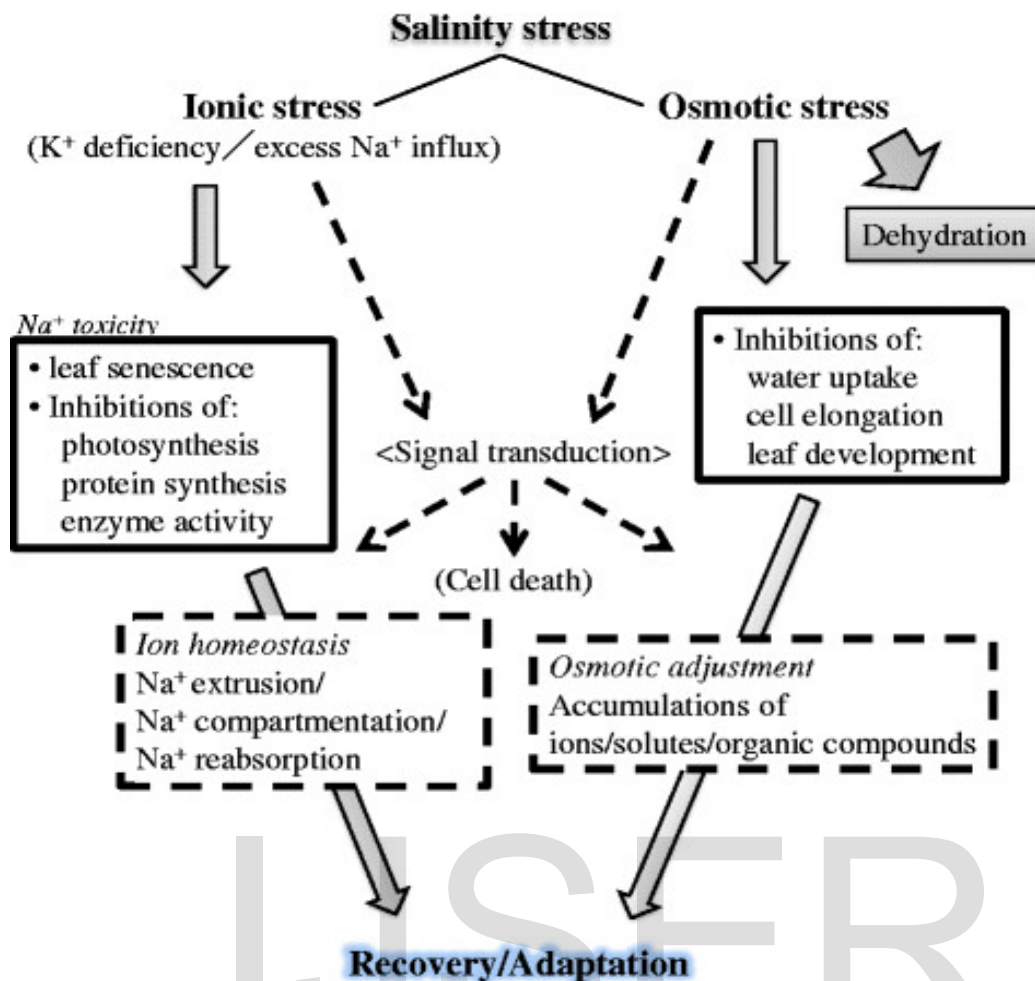 Salinity stress
Ionic stress
(K⁺ deficiency／excess Na⁺ influx)
Osmotic stress
Dehydration
Na⁺ toxicity
• leaf senescence
• Inhibitions of:
photosynthesis
protein synthesis
enzyme activity
• Inhibitions of:
water uptake
cell elongation
leaf development
<Signal transduction>
(Cell death)
Ion homeostasis
Na⁺ extrusion/
Na⁺ compartmentation/
Na⁺ reabsorption
Osmotic adjustment
Accumulations of
ions/solutes/organic compounds
Recovery/Adaptation
IJSER